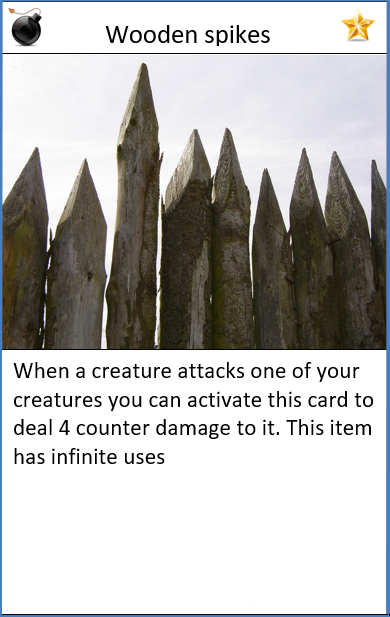 Wooden spikes
When a creature attacks one of your
creatures you can activate this card to
deal 4 counter damage to it. This item
has infinite uses